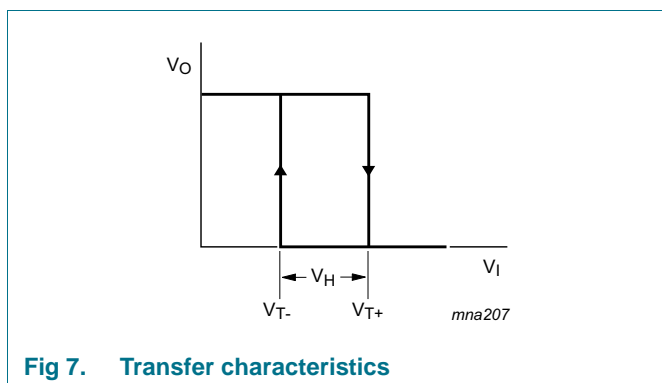 VO
VH
VI
VT-
VT+
mna207
Fig 7. Transfer characteristics